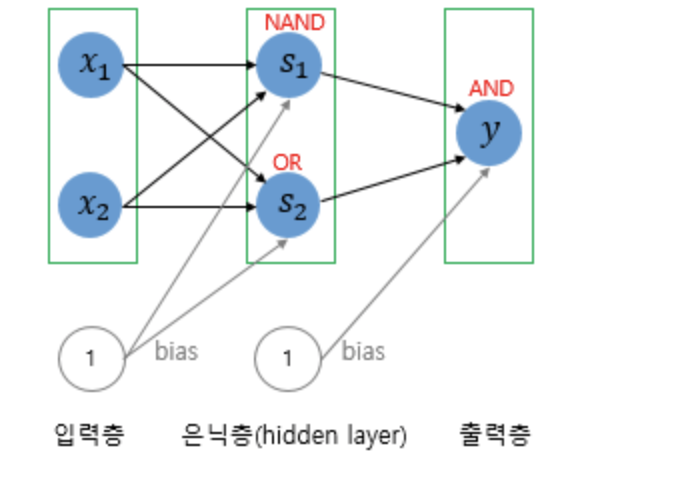 NAND
x₁
s₁
AND
y
OR
x₂
s₂
1
bias
1
bias
입력층
은닉층(hidden layer)
출력층